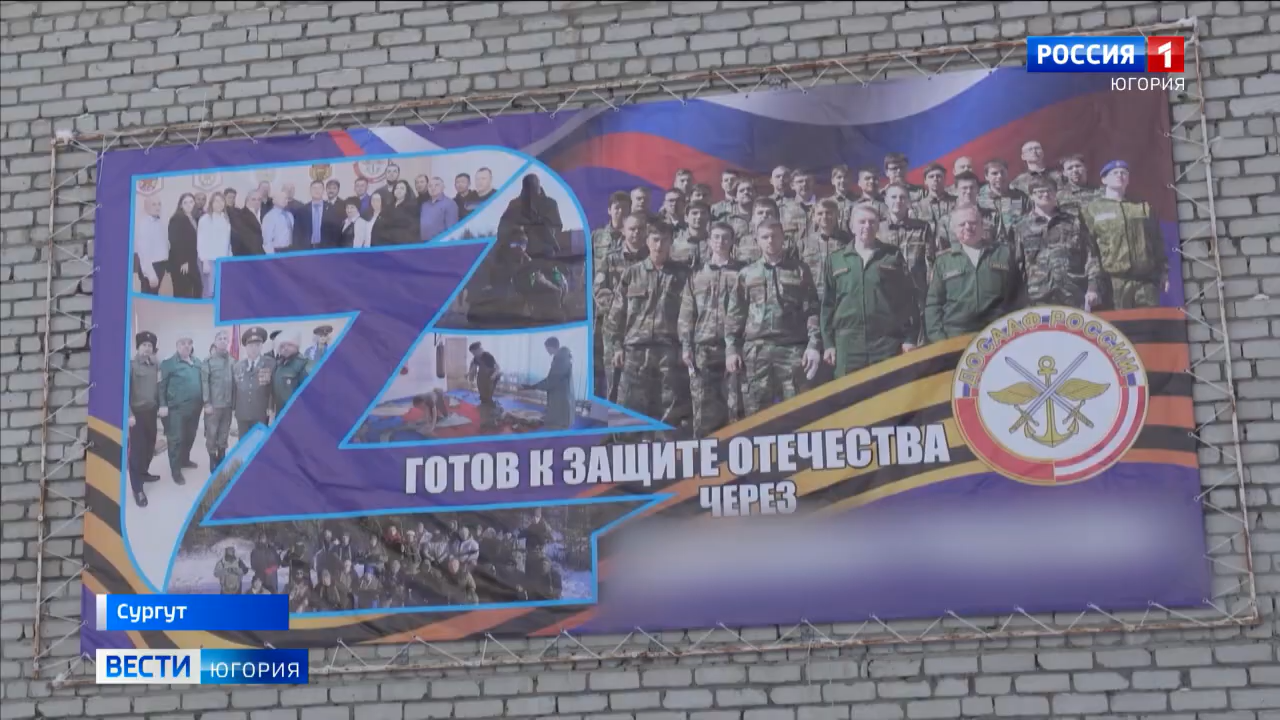 РОССИЯ 1
ЮГОРИЯ
Z
ДОСААФ РОССИИ
ГОТОВ К ЗАЩИТЕ ОТЕЧЕСТВА
ЧЕРЕЗ
Сургут
ВЕСТИ ЮГОРИЯ